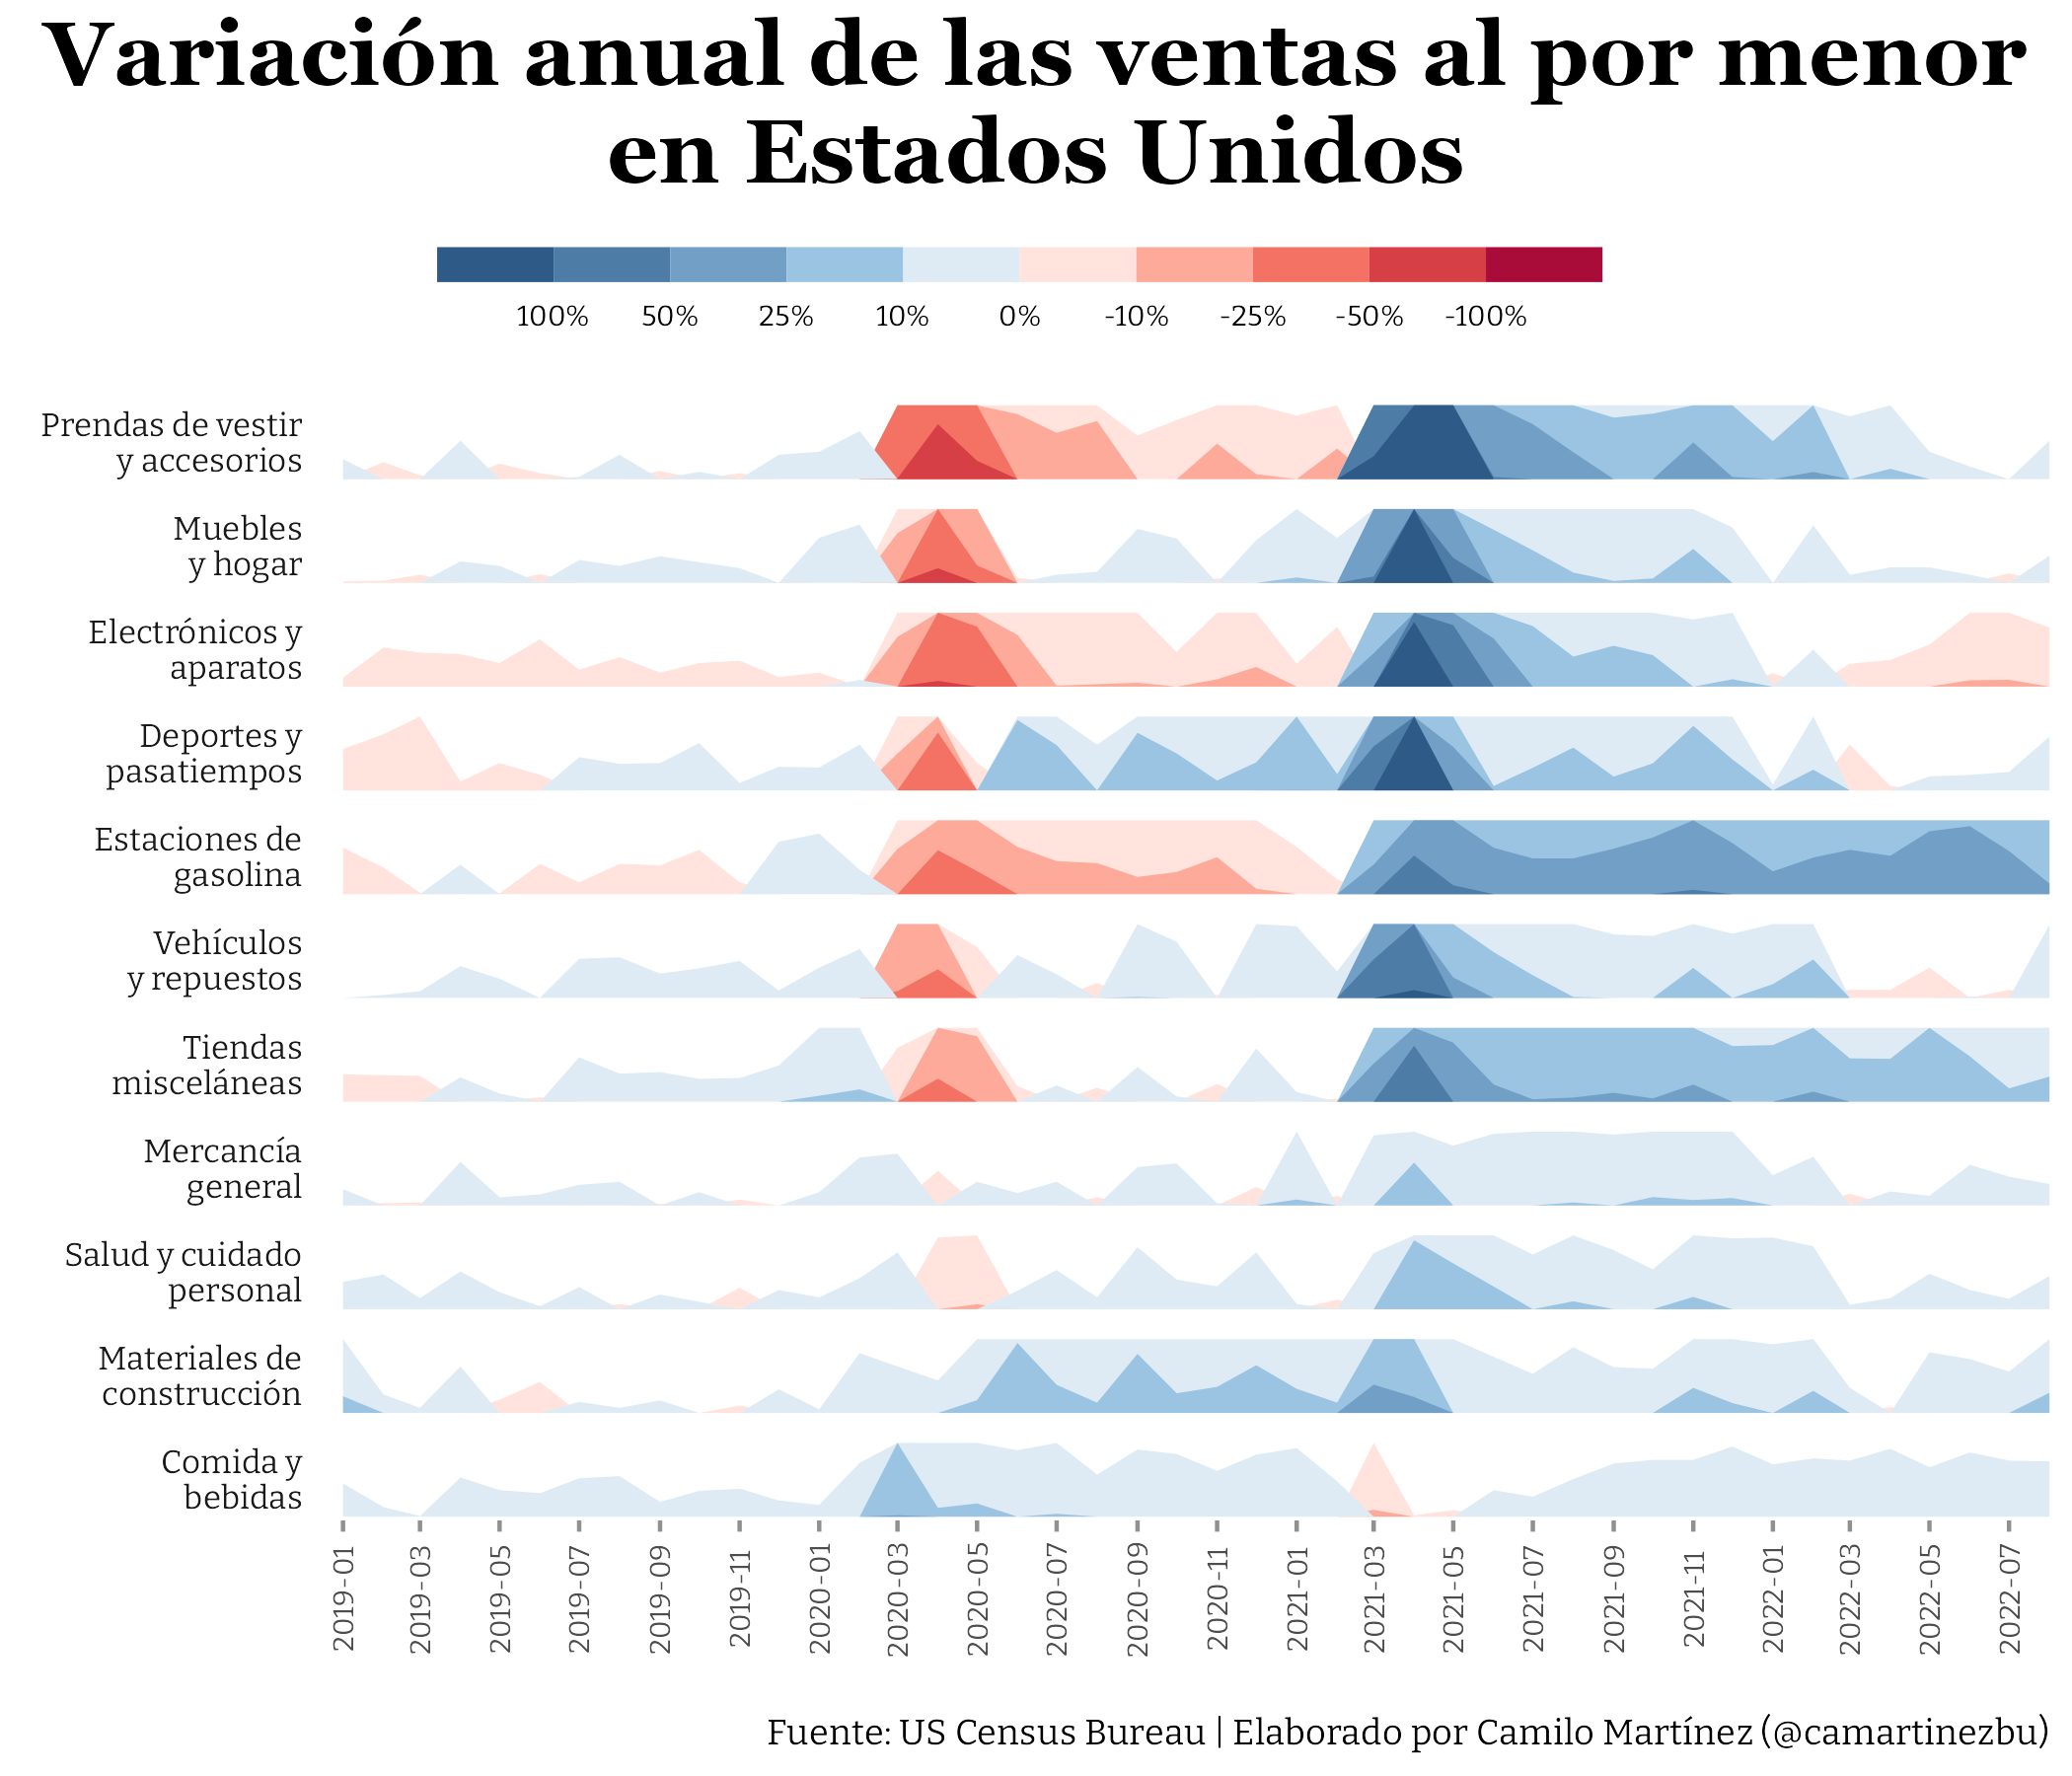 Variación anual de las ventas al por menor
en Estados Unidos
100% 50% 25% 10% 0% -10% -25% -50% -100%
Prendas de vestir
y accesorios
Muebles
y hogar
Electrónicos y
aparatos
Deportes y
pasatiempos
Estaciones de
gasolina
Vehículos
y repuestos
Tiendas
misceláneas
Mercancía
general
Salud y cuidado
personal
Materiales de
construcción
Comida y
bebidas
2019-01
2019-03
2019-05
2019-07
2019-09
2019-11
2020-01
2020-03
2020-05
2020-07
2020-09
2020-11
2021-01
2021-03
2021-05
2021-07
2021-09
2021-11
2022-01
2022-03
2022-05
2022-07
Fuente: US Census Bureau | Elaborado por Camilo Martínez (@camartinezbu)